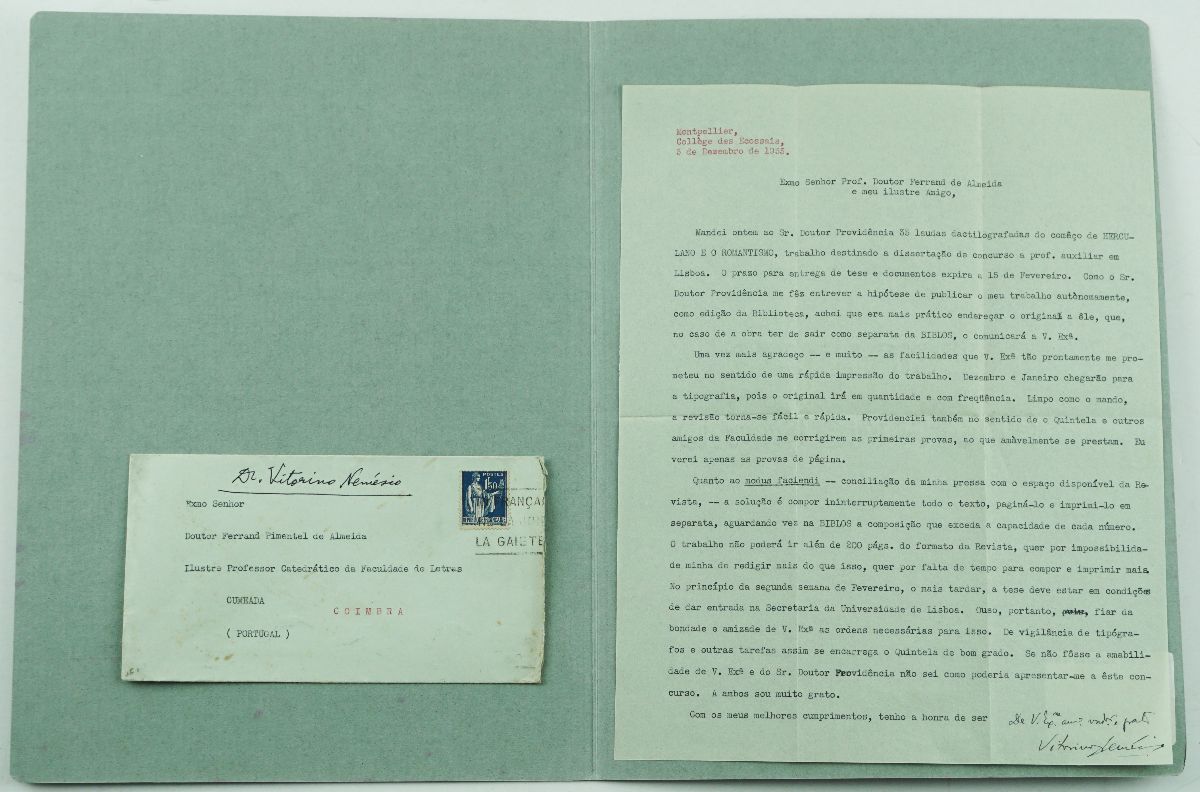 Dr. Vitorino Nemésio
Exmo Senhor
Doutor Ferrand Pimentel de Almeida
Ilustre Professor Catedrático da Faculdade de Letras
CUMEADA
COIMBRA
( PORTUGAL )
POSTES
1F50
LA GAIETE
Montpellier,
Collège des Ecossais,
5 de Dezembro de 1935.
Exmo Senhor Prof. Doutor Ferrand de Almeida
e meu ilustre Amigo,
Mandei ontem ao Sr. Doutor Providência 35 laudas dactilografadas do comêço de HERCU-
LANO E O ROMANTISMO, trabalho destinado a dissertação de concurso a prof. auxiliar em
Lisboa. O prazo para entrega de tese e documentos expira a 15 de Fevereiro. Como o Sr.
Doutor Providência me fêz entrever a hipótese de publicar o meu trabalho autònomamente,
como edição da Biblioteca, achei que era mais prático endereçar o original a êle, que,
no caso de a obra ter de sair como separata da BIBLOS, o comunicará a V. Exª.
Uma vez mais agradeço -- e muito -- as facilidades que V. Exª tão prontamente me pro-
meteu no sentido de uma rápida impressão do trabalho. Dezembro e Janeiro chegarão para
a tipografia, pois o original irá em quantidade e com freqüência. Limpo como o mando,
a revisão torna-se fácil e rápida. Providenciei também no sentido de o Quintela e outros
amigos da Faculdade me corrigirem as primeiras provas, ao que amàvelmente se prestam. Eu
verei apenas as provas de página.
Quanto ao modus faciendi -- conciliação da minha pressa com o espaço disponível da Re-
vista, -- a solução é compor ininterruptamente todo o texto, paginá-lo e imprimi-lo em
separata, aguardando vez na BIBLOS a composição que exceda a capacidade de cada número.
O trabalho não poderá ir além de 200 págs. do formato da Revista, quer por impossibilida-
de minha de redigir mais do que isso, quer por falta de tempo para compor e imprimir mais.
No princípio da segunda semana de Fevereiro, o mais tardar, a tese deve estar em condições
de dar entrada na Secretaria da Universidade de Lisboa. Ouso, portanto, fiar da
bondade e amizade de V. Exª as ordens necessárias para isso. De vigilância de tipógra-
fos e outras tarefas assim se encarrega o Quintela de bom grado. Se não fôsse a amabili-
dade de V. Exª e do Sr. Doutor Providência não sei como poderia apresentar-me a êste con-
curso. A ambos sou muito grato.
Com os meus melhores cumprimentos, tenho a honra de ser
De V. Ex.ª grato
Vitorino Nemésio